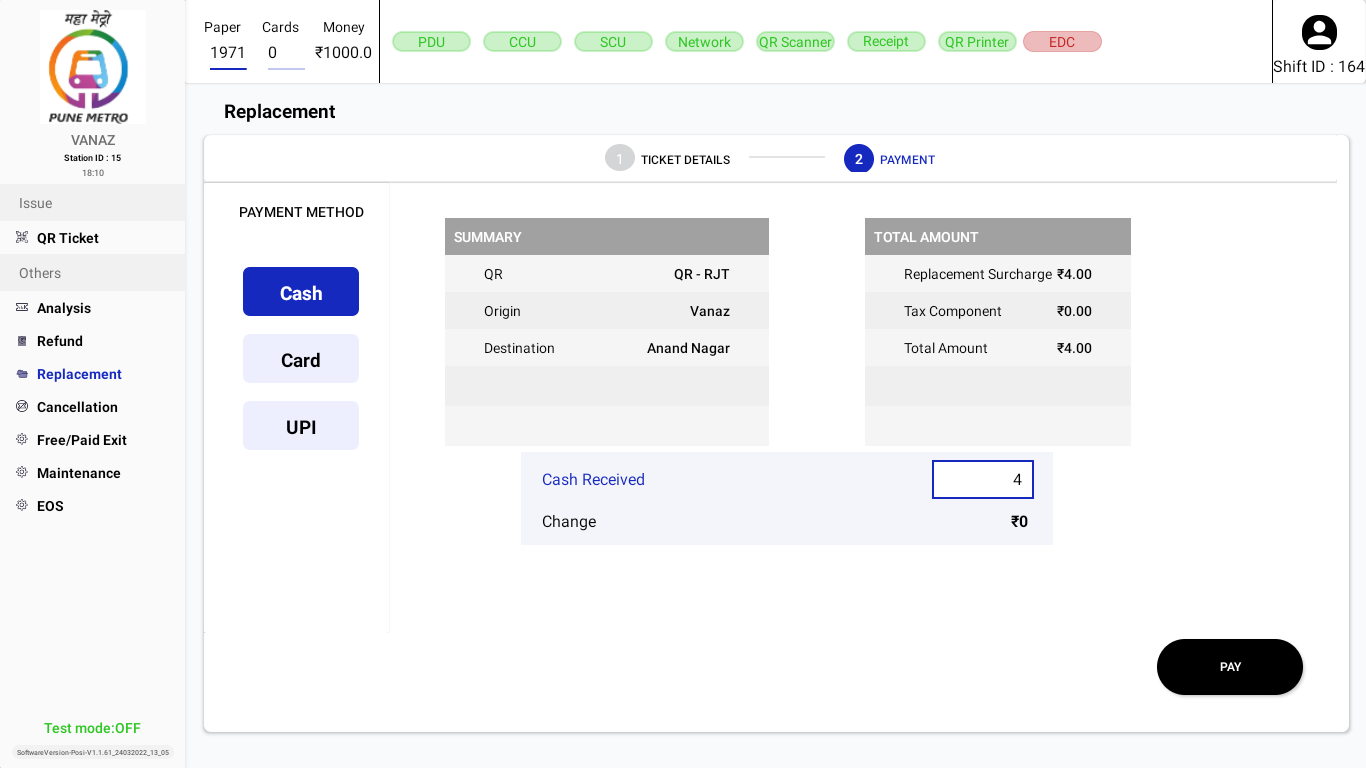 महा मेट्रो
PUNE METRO
VANAZ
Station ID : 15
18:10
Issue
QR Ticket
Others
Analysis
Refund
Replacement
Cancellation
Free/Paid Exit
Maintenance
EOS
Test mode:OFF
SoftwareVersion-Posi-V1.1.61_24032022_13_05
Paper Cards Money
1971 0 ₹1000.0
PDU CCU SCU Network QR Scanner Receipt QR Printer EDC
Shift ID : 164
Replacement
1 TICKET DETAILS 2 PAYMENT
PAYMENT METHOD
Cash
Card
UPI
SUMMARY
QR QR - RJT
Origin Vanaz
Destination Anand Nagar
TOTAL AMOUNT
Replacement Surcharge ₹4.00
Tax Component ₹0.00
Total Amount ₹4.00
Cash Received 4
Change ₹0
PAY